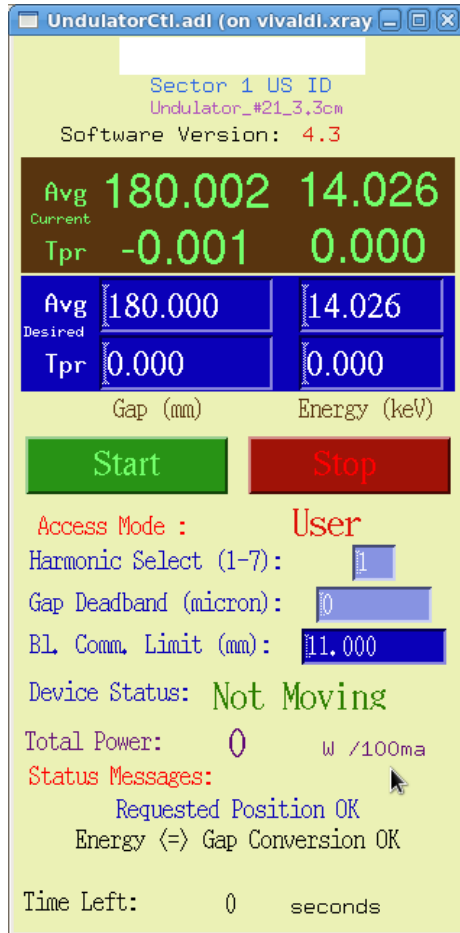 UndulatorCtl.adl (on vivaldi.xray
Sector 1 US ID
Undulator_#21_3.3cm
Software Version: 4.3
Avg 180.002 14.026
Current
Tpr -0.001 0.000
Avg 180.000 14.026
Desired
Tpr 0.000 0.000
Gap (mm) Energy (keV)
Start Stop
Access Mode : User
Harmonic Select (1-7): 1
Gap Deadband (micron): 0
Bl. Comm. Limit (mm): 11.000
Device Status: Not Moving
Total Power: 0 W /100ma
Status Messages:
Requested Position OK
Energy <=> Gap Conversion OK
Time Left: 0 seconds